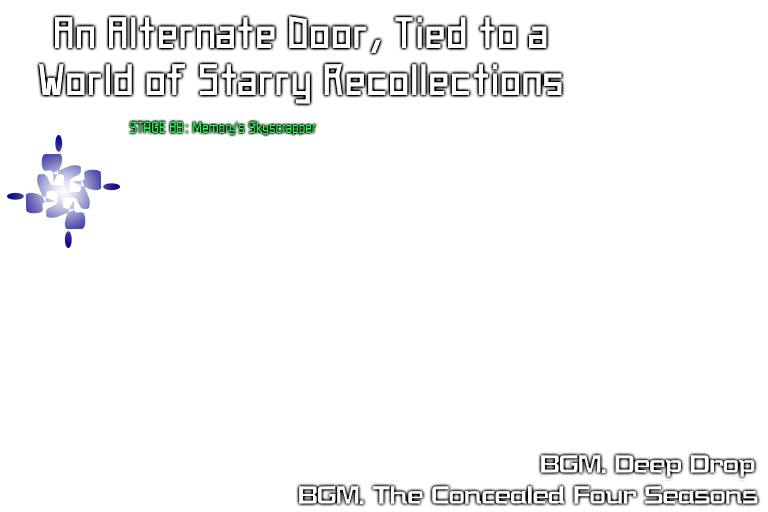 An Alternate Door, Tied to a
World of Starry Recollections
STAGE 6B: Memory's Skyscrapper
BGM. Deep Drop
BGM. The Concealed Four Seasons